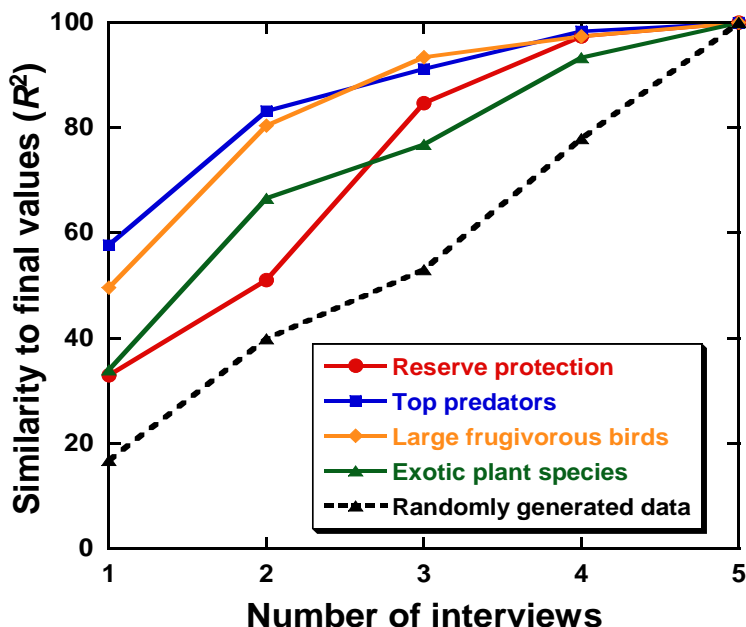 Similarity to final values (R²)
100
80
60
40
20
0
Reserve protection
Top predators
Large frugivorous birds
Exotic plant species
Randomly generated data
1 2 3 4 5
Number of interviews